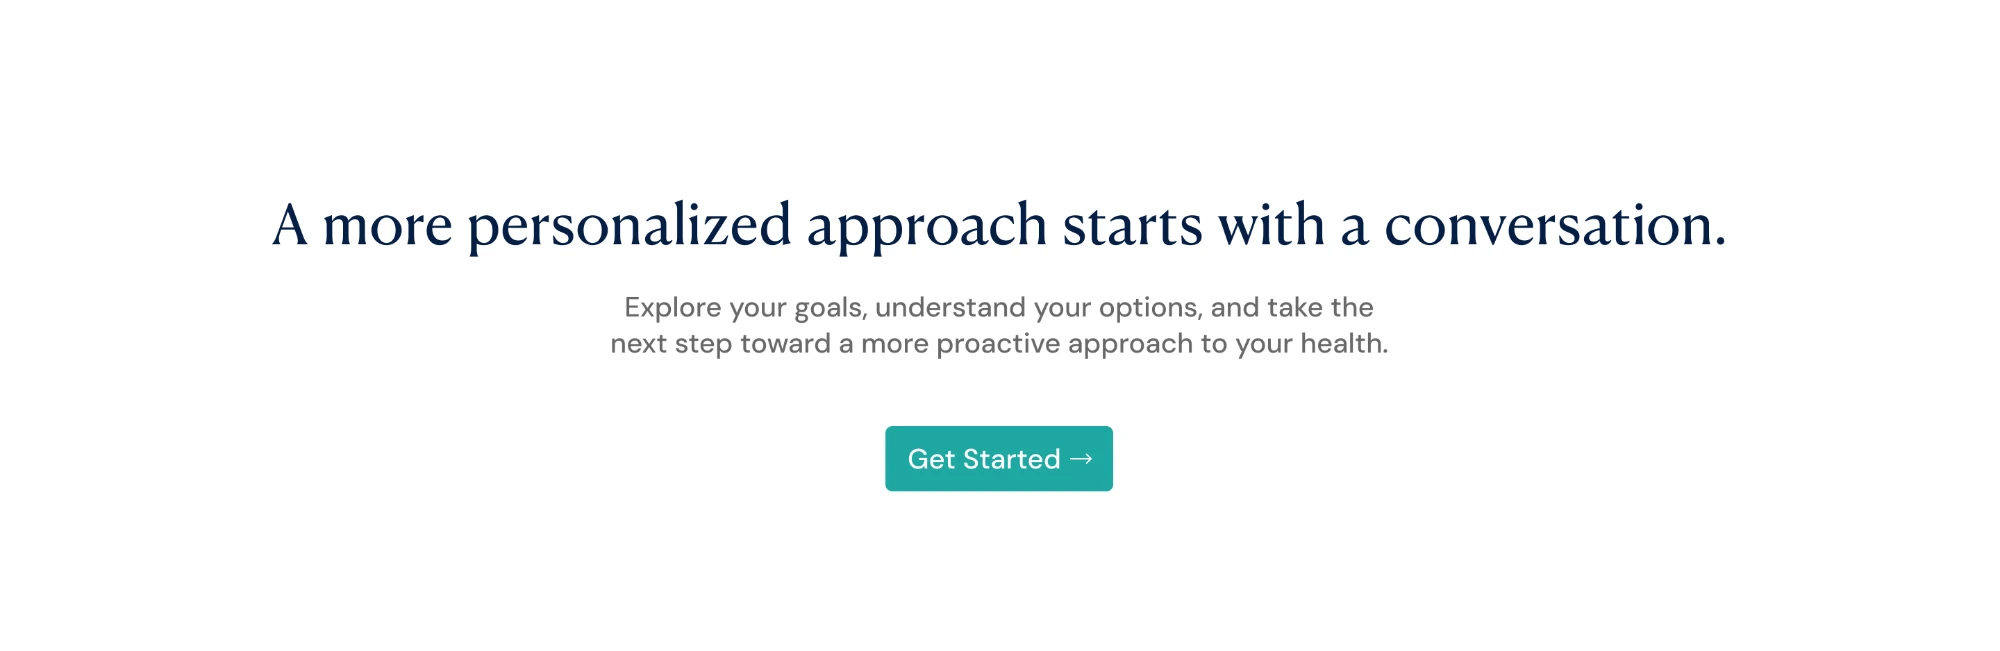 A more personalized approach starts with a conversation.
Explore your goals, understand your options, and take the
next step toward a more proactive approach to your health.
Get Started →